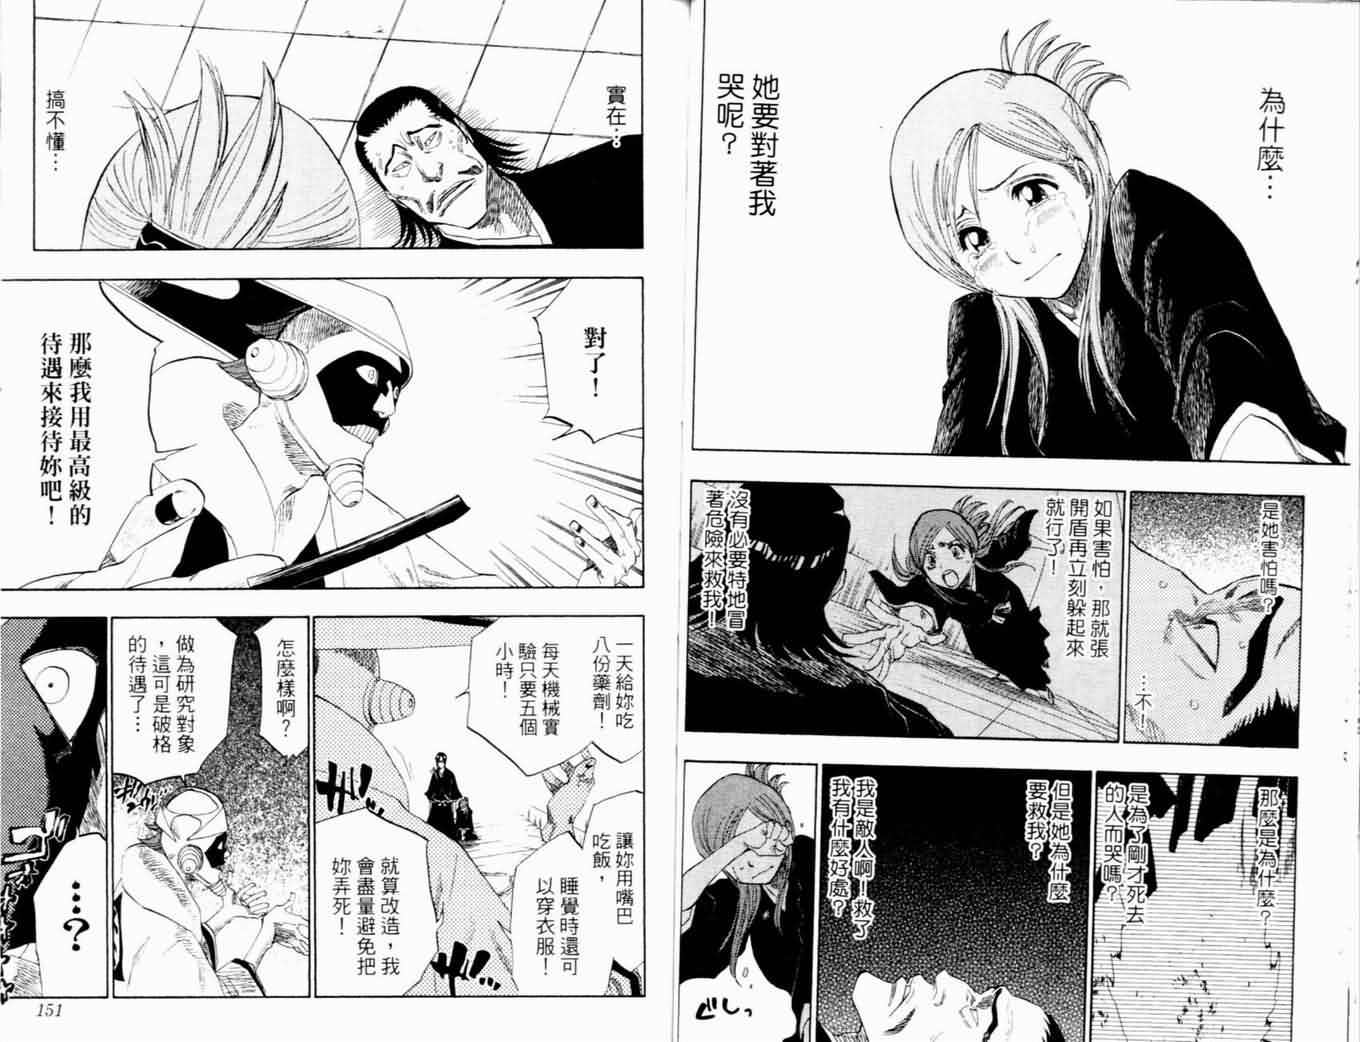 為什麼…
她要對著我
哭呢？
是她害怕嗎？
…不！
如果害怕，那就張
開盾再立刻躲起來
就行了！
沒有必要特地冒
著危險來救我！
那麼是為什麼？
是為了剛才死去
的人而哭嗎？
但是她為什麼
要救我？
我是敵人啊！救了
我有什麼好處？
ぐしっ
實在…
搞不懂…
對了！
那麼我用最高級的
待遇來接待妳吧！
一天給妳吃
八份藥劑！
每天機械實
驗只要五個
小時！
讓妳用嘴巴
吃飯，
睡覺時還可
以穿衣服！
就算改造，我
會盡量避免把
妳弄死！
怎麼樣啊？
做為研究對象
，這可是破格
的待遇了…
…？
151